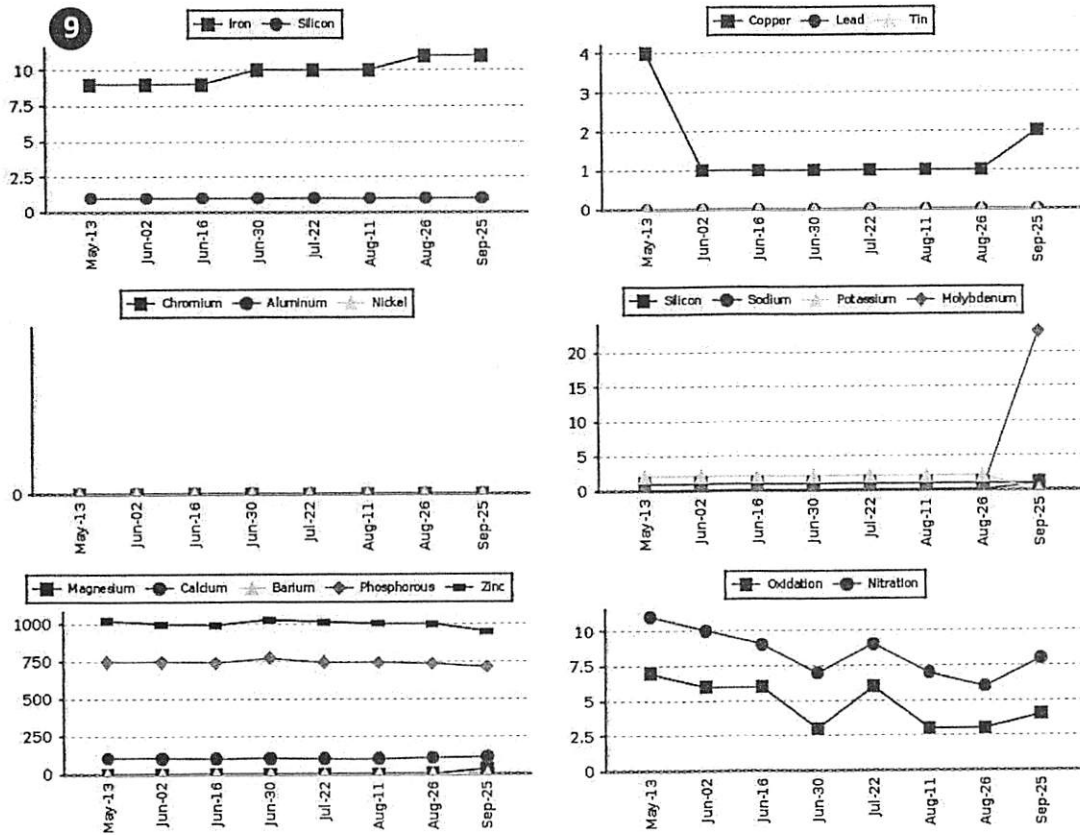 9
Iron Silicon
10
7.5
5
2.5
0
May-13 Jun-02 Jun-16 Jun-30 Jul-22 Aug-11 Aug-26 Sep-25
Copper Lead Tin
4
3
2
1
0
May-13 Jun-02 Jun-16 Jun-30 Jul-22 Aug-11 Aug-26 Sep-25
Chromium Aluminum Nickel
0
May-13 Jun-02 Jun-16 Jun-30 Jul-22 Aug-11 Aug-26 Sep-25
Silicon Sodium Potassium Molybdenum
20
15
10
5
0
May-13 Jun-02 Jun-16 Jun-30 Jul-22 Aug-11 Aug-26 Sep-25
Magnesium Calcium Barium Phosphorous Zinc
1000
750
500
250
0
May-13 Jun-02 Jun-16 Jun-30 Jul-22 Aug-11 Aug-26 Sep-25
Oxidation Nitration
10
7.5
5
2.5
May-13 Jun-02 Jun-16 Jun-30 Jul-22 Aug-11 Aug-26 Sep-25